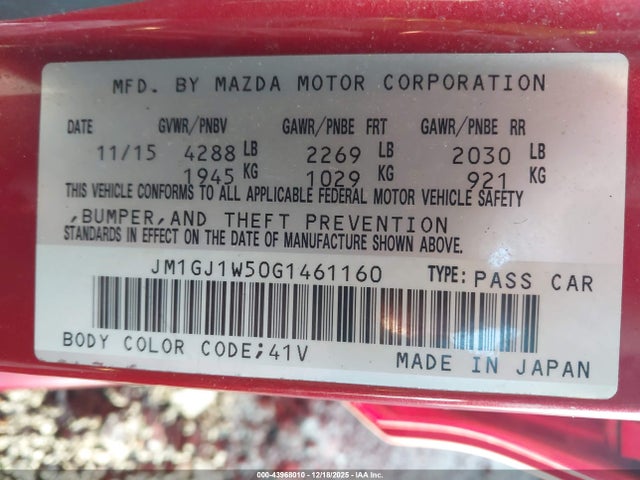 MFD. BY MAZDA MOTOR CORPORATION
DATE GVWR/PNBV GAWR/PNBE FRT GAWR/PNBE RR
11/15 4288 LB 2269 LB 2030 LB
1945 KG 1029 KG 921 KG
THIS VEHICLE CONFORMS TO ALL APPLICABLE FEDERAL MOTOR VEHICLE SAFETY
,BUMPER,AND THEFT PREVENTION
STANDARDS IN EFFECT ON THE DATE OF MANUFACTURE SHOWN ABOVE.
JM1GJ1W50G1461160 TYPE: PASS CAR
BODY COLOR CODE;41V
MADE IN JAPAN
000-43968010 - 12/18/2025 - IAAI.COM